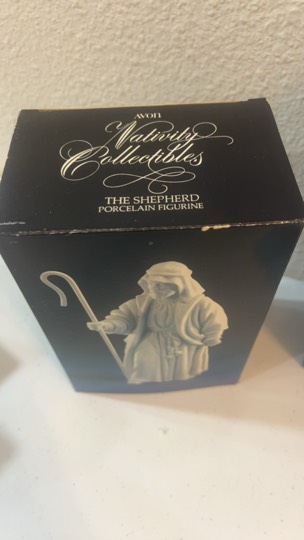 AVON
Nativity
Collectibles
THE SHEPHERD
PORCELAIN FIGURINE